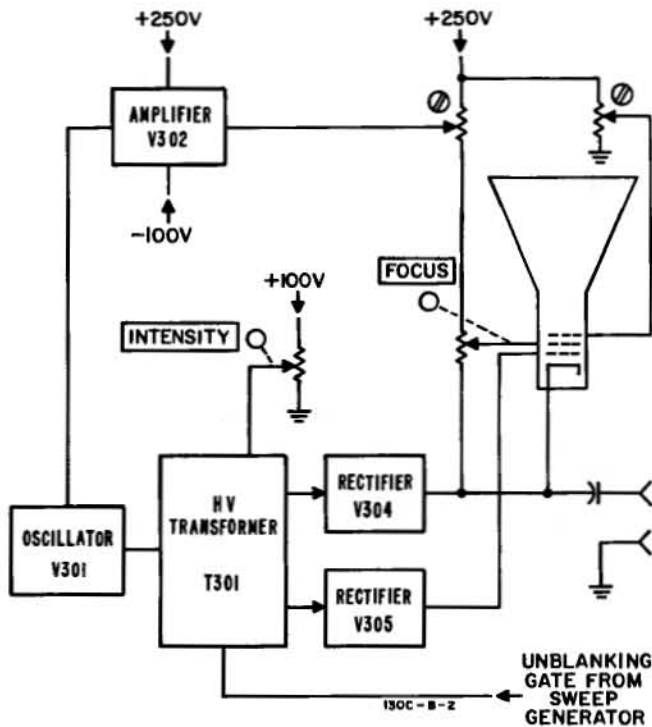 +250V
+250V
AMPLIFIER
V302
-100V
FOCUS
+100V
INTENSITY
HV
TRANSFORMER
T301
RECTIFIER
V304
OSCILLATOR
V301
RECTIFIER
V305
UNBLANKING
GATE FROM
SWEEP
GENERATOR
130C-B-2